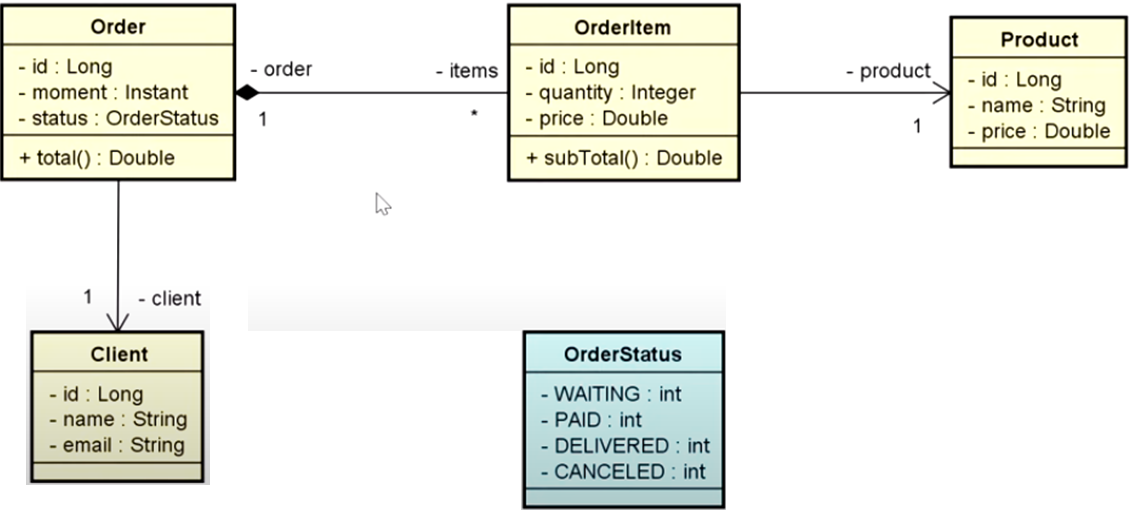 Order
- id : Long
- moment : Instant
- status : OrderStatus
+ total() : Double
- order
1
- items
*
OrderItem
- id : Long
- quantity : Integer
- price : Double
+ subTotal() : Double
- product
1
Product
- id : Long
- name : String
- price : Double
1
- client
Client
- id : Long
- name : String
- email : String
OrderStatus
- WAITING : int
- PAID : int
- DELIVERED : int
- CANCELED : int